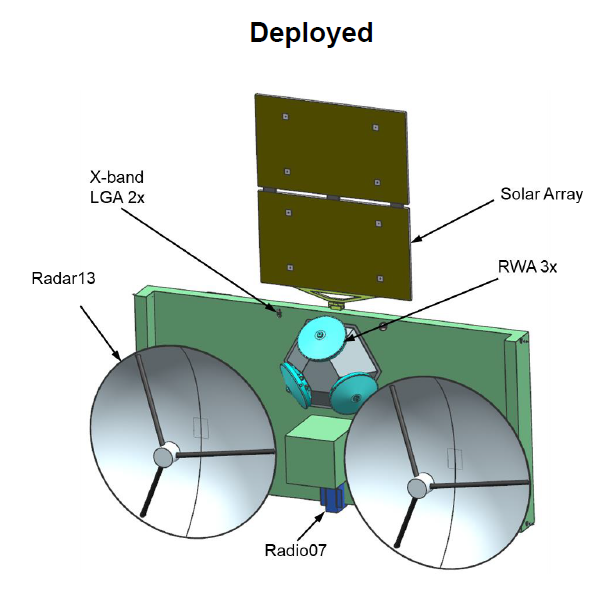 Deployed
X-band
LGA 2x
Solar Array
RWA 3x
Radar13
Radio07